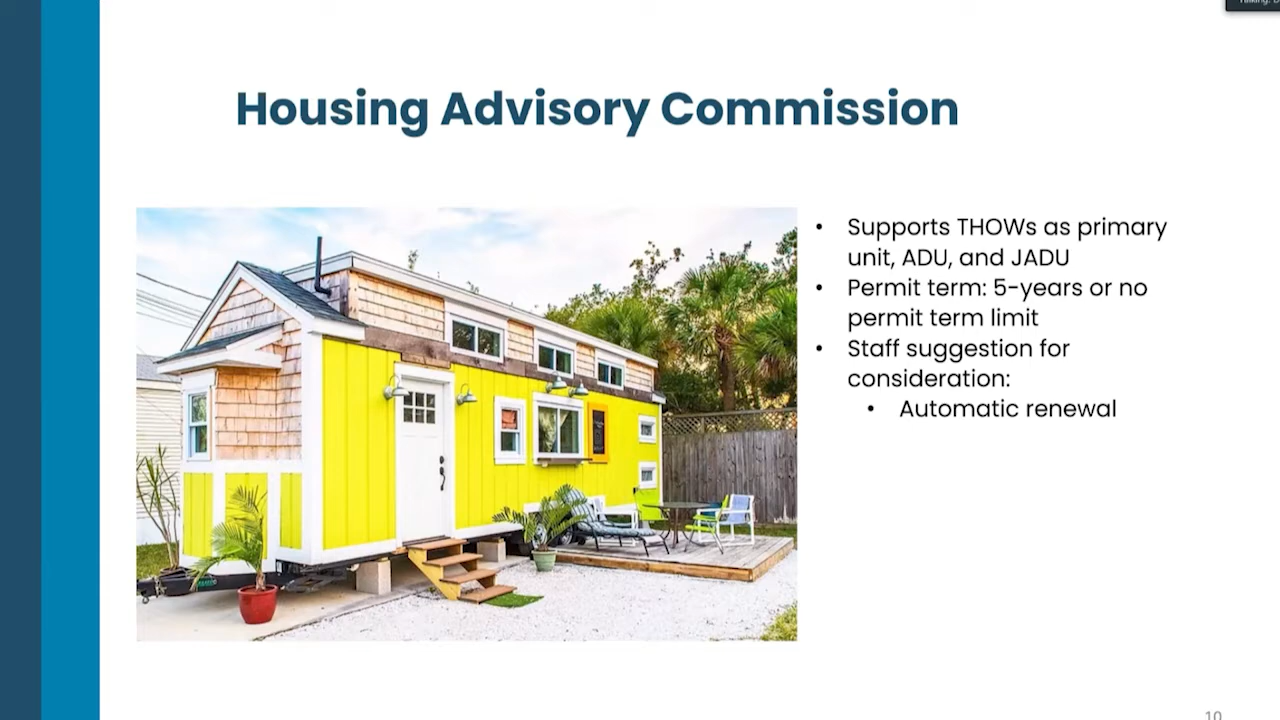 Housing Advisory Commission
• Supports THOWs as primary
unit, ADU, and JADU
• Permit term: 5-years or no
permit term limit
• Staff suggestion for
consideration:
• Automatic renewal
10